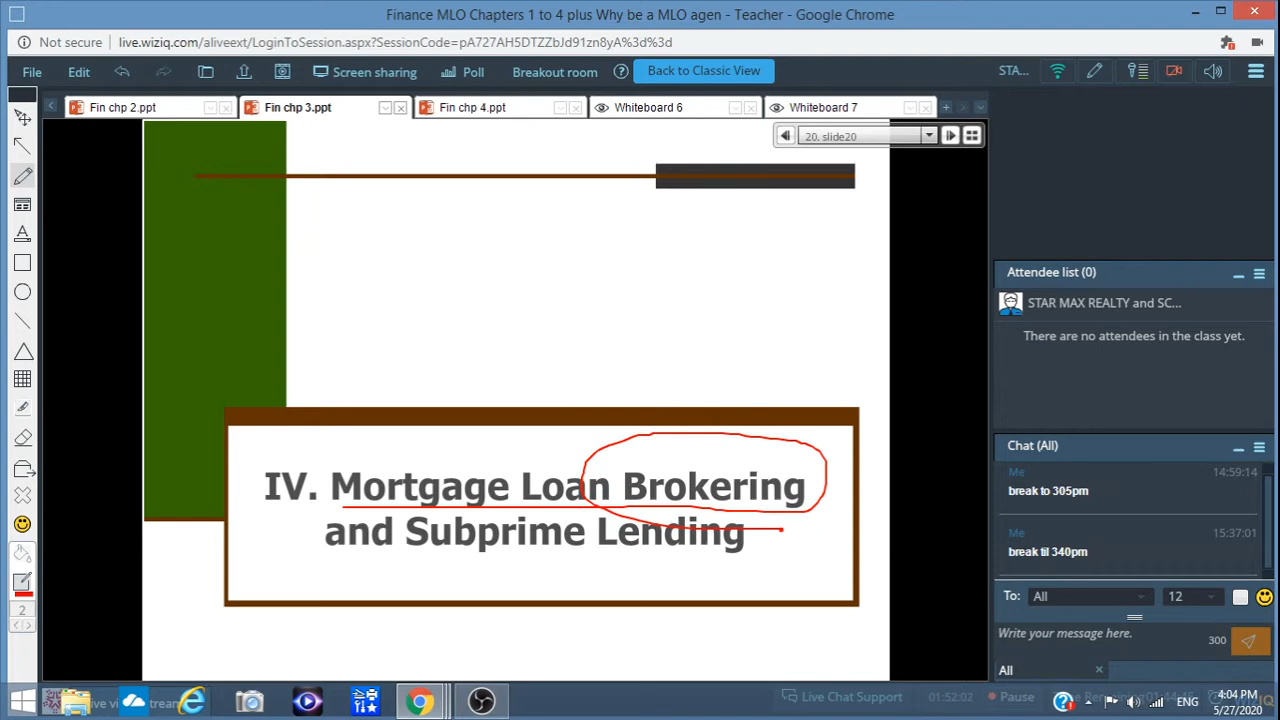 Finance MLO Chapters 1 to 4 plus Why be a MLO agen - Teacher - Google Chrome
Not secure live.wiziq.com/aliveext/LoginToSession.aspx?SessionCode=pA727AH5DTZZbJd91zn8yA%3d%3d
File Edit Screen sharing Poll Breakout room Back to Classic View STA...
Fin chp 2.ppt Fin chp 3.ppt Fin chp 4.ppt Whiteboard 6 Whiteboard 7
20. slide20
IV. Mortgage Loan Brokering
and Subprime Lending
2
Attendee list (0)
STAR MAX REALTY and SC...
There are no attendees in the class yet.
Chat (All)
Me 14:59:14
break to 305pm
Me 15:37:01
break til 340pm
To: All 12
Write your message here. 300
All
Live Chat Support 01:52:02 Pause
ENG 4:04 PM
5/27/2020